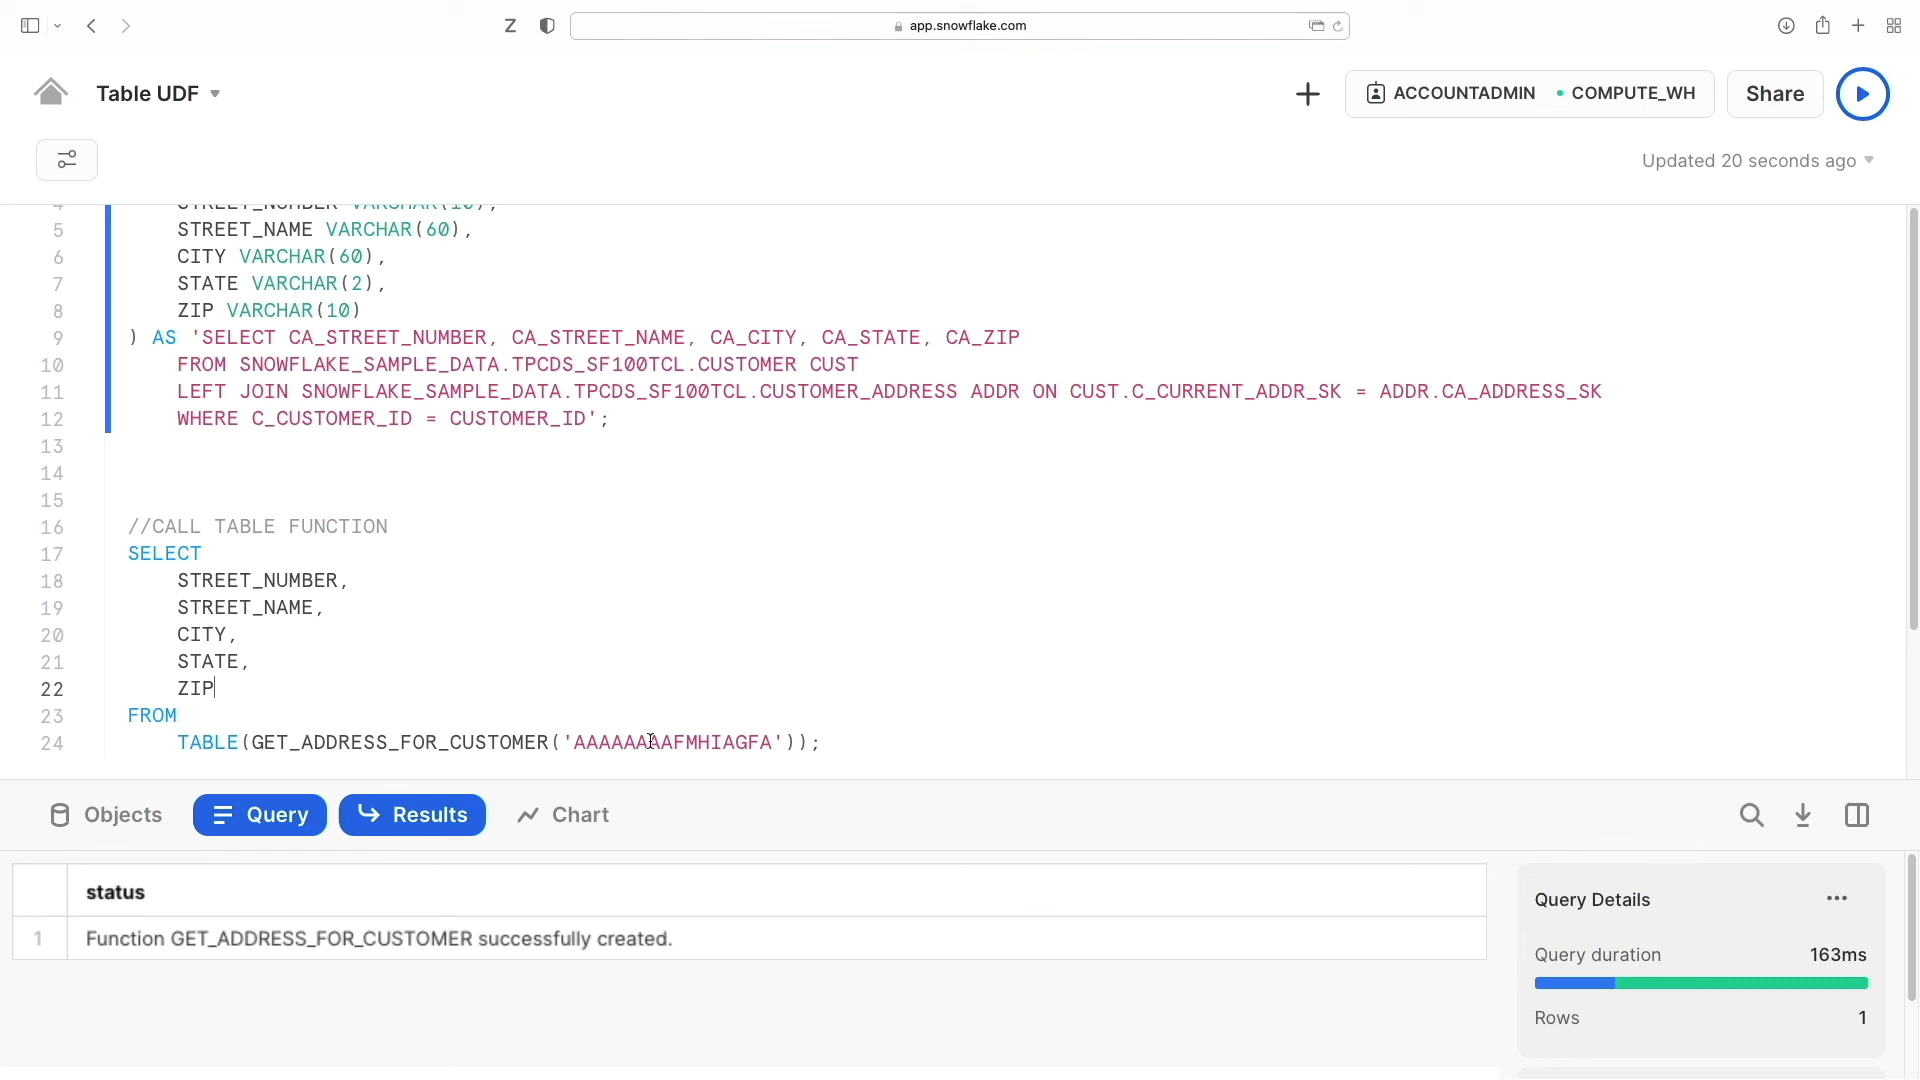 app.snowflake.com
Table UDF
ACCOUNTADMIN
COMPUTE_WH
Share
Updated 20 seconds ago
4 STREET_NUMBER VARCHAR(10),
5 STREET_NAME VARCHAR(60),
6 CITY VARCHAR(60),
7 STATE VARCHAR(2),
8 ZIP VARCHAR(10)
9 ) AS 'SELECT CA_STREET_NUMBER, CA_STREET_NAME, CA_CITY, CA_STATE, CA_ZIP
10 FROM SNOWFLAKE_SAMPLE_DATA.TPCDS_SF100TCL.CUSTOMER CUST
11 LEFT JOIN SNOWFLAKE_SAMPLE_DATA.TPCDS_SF100TCL.CUSTOMER_ADDRESS ADDR ON CUST.C_CURRENT_ADDR_SK = ADDR.CA_ADDRESS_SK
12 WHERE C_CUSTOMER_ID = CUSTOMER_ID';
13
14
15
16 //CALL TABLE FUNCTION
17 SELECT
18 STREET_NUMBER,
19 STREET_NAME,
20 CITY,
21 STATE,
22 ZIP
23 FROM
24 TABLE(GET_ADDRESS_FOR_CUSTOMER('AAAAAAAAFMHIAGFA'));
Objects
Query
Results
Chart
status
1 Function GET_ADDRESS_FOR_CUSTOMER successfully created.
Query Details
Query duration 163ms
Rows 1